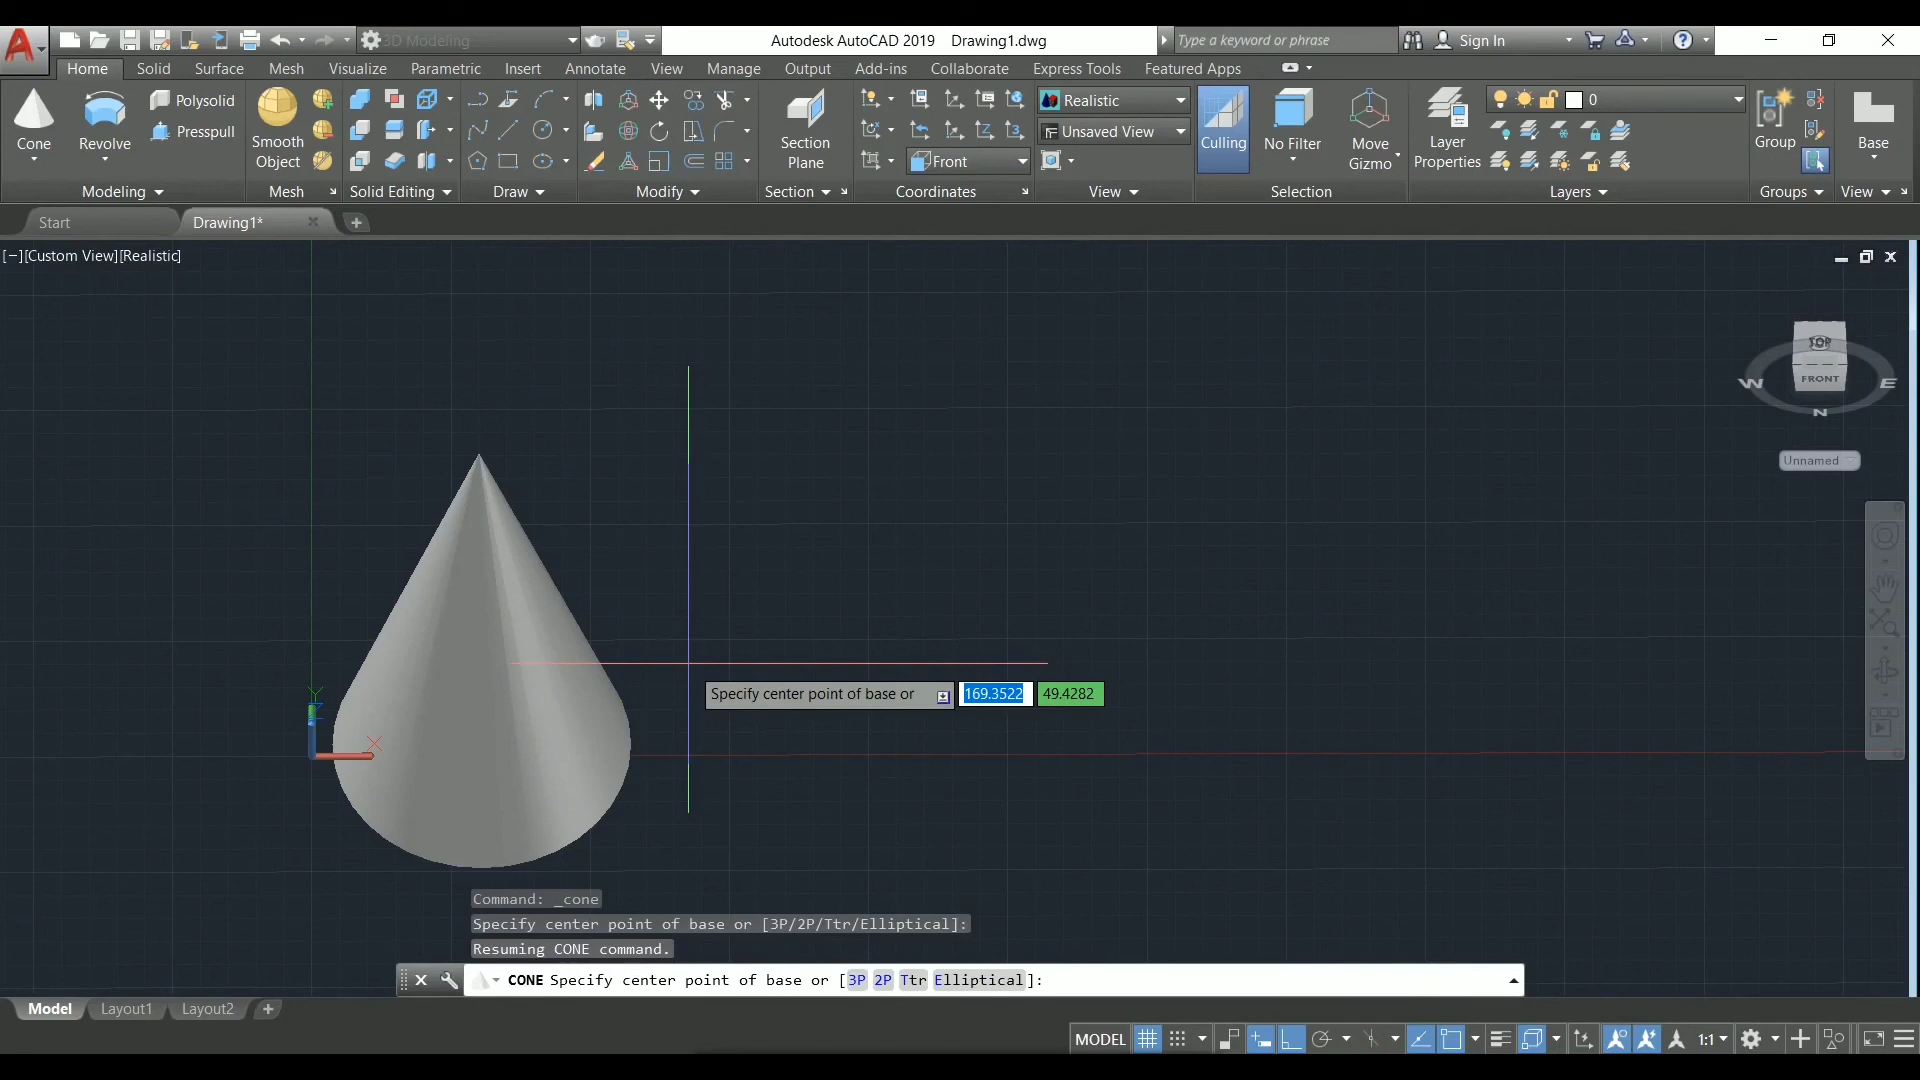 3D Modeling
Autodesk AutoCAD 2019 Drawing1.dwg
Type a keyword or phrase
Sign In
Home Solid Surface Mesh Visualize Parametric Insert Annotate View Manage Output Add-ins Collaborate Express Tools Featured Apps
Cone
Revolve
Polysolid
Presspull
Smooth
Object
Section
Plane
Front
Realistic
Unsaved View
Culling
No Filter
Move
Gizmo
Layer
Properties
0
Group
Base
Modeling Mesh Solid Editing Draw Modify Section Coordinates View Selection Layers Groups View
Start Drawing1*
[−][Custom View][Realistic]
TOP
FRONT
W
E
N
Unnamed
Specify center point of base or 169.3522 49.4282
Y
X
Command: _cone
Specify center point of base or [3P/2P/Ttr/Elliptical]:
Resuming CONE command.
CONE Specify center point of base or [3P 2P Ttr Elliptical]:
Model Layout1 Layout2
MODEL
1:1